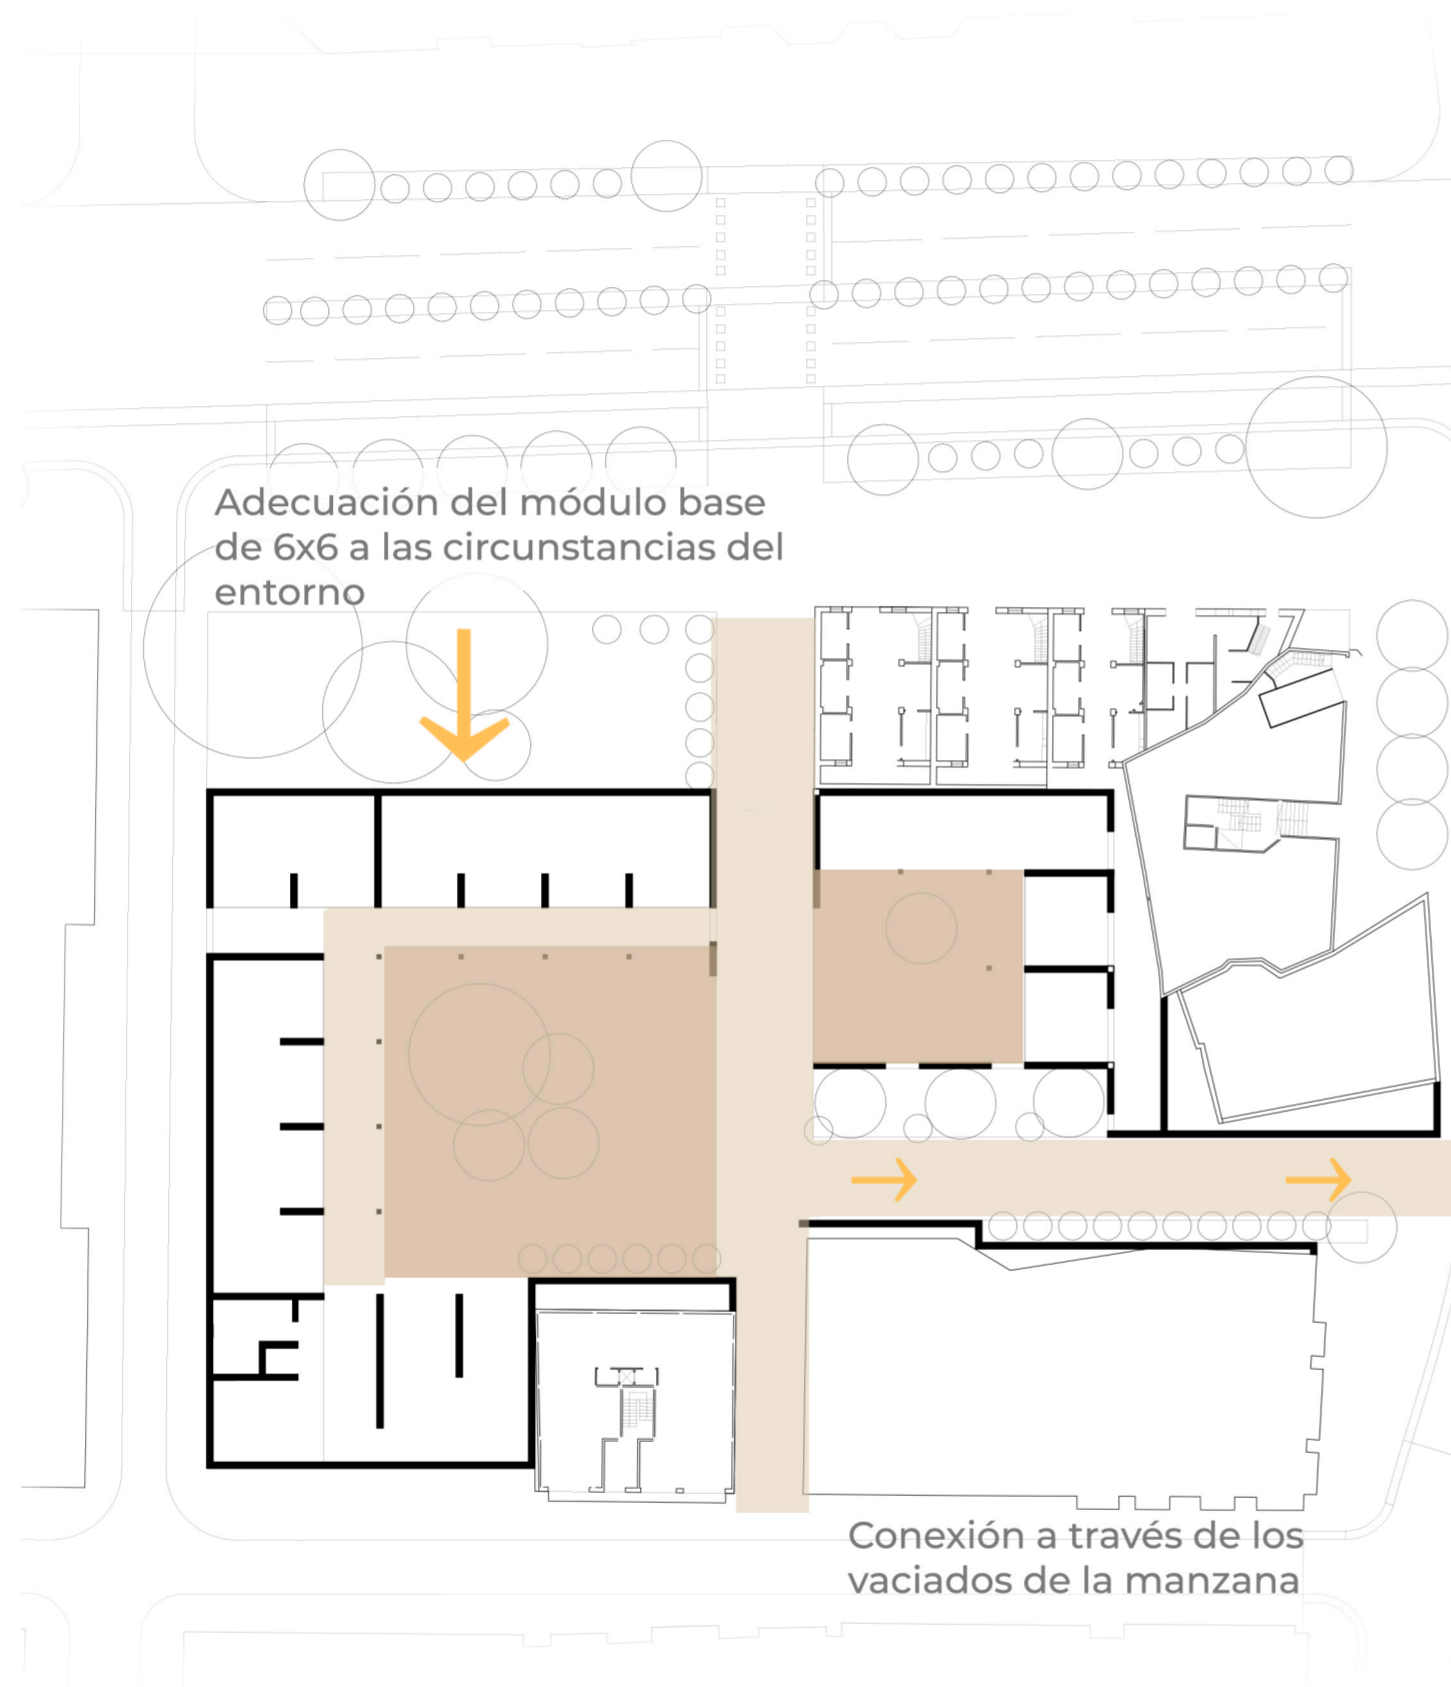 Adecuación del módulo base
de 6x6 a las circunstancias del
entorno
Conexión a través de los
vaciados de la manzana